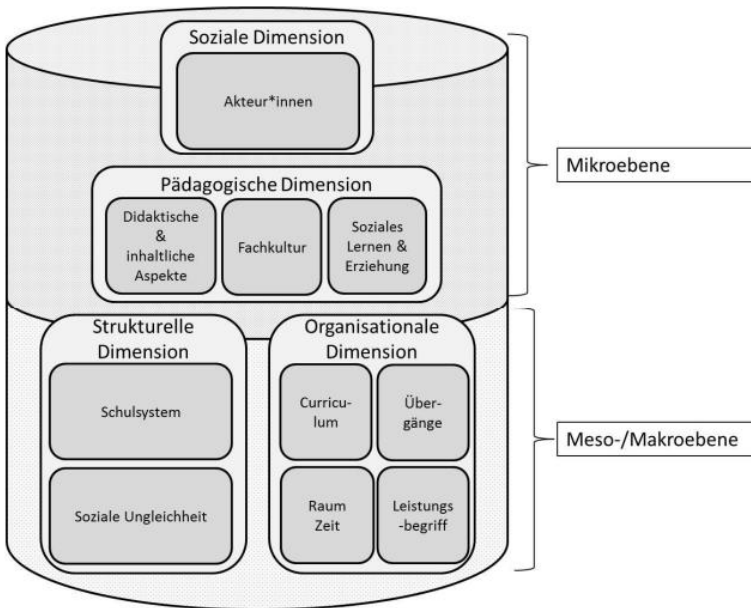 Soziale Dimension
Akteur*innen
Mikroebene
Pädagogische Dimension
Didaktische
&
inhaltliche
Aspekte
Fachkultur
Soziales
Lernen &
Erziehung
Strukturelle
Dimension
Schulsystem
Soziale Ungleichheit
Organisationale
Dimension
Curricu-
lum
Über-
gänge
Raum
Zeit
Leistungs
-begriff
Meso-/Makroebene